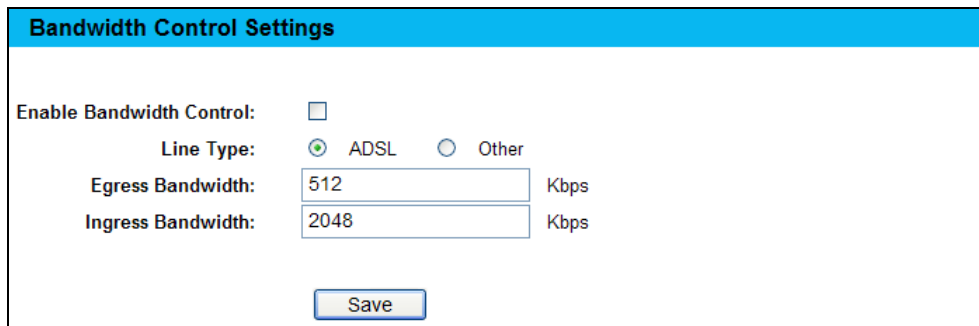 Bandwidth Control Settings
Enable Bandwidth Control:
Line Type: ADSL Other
Egress Bandwidth: 512 Kbps
Ingress Bandwidth: 2048 Kbps
Save